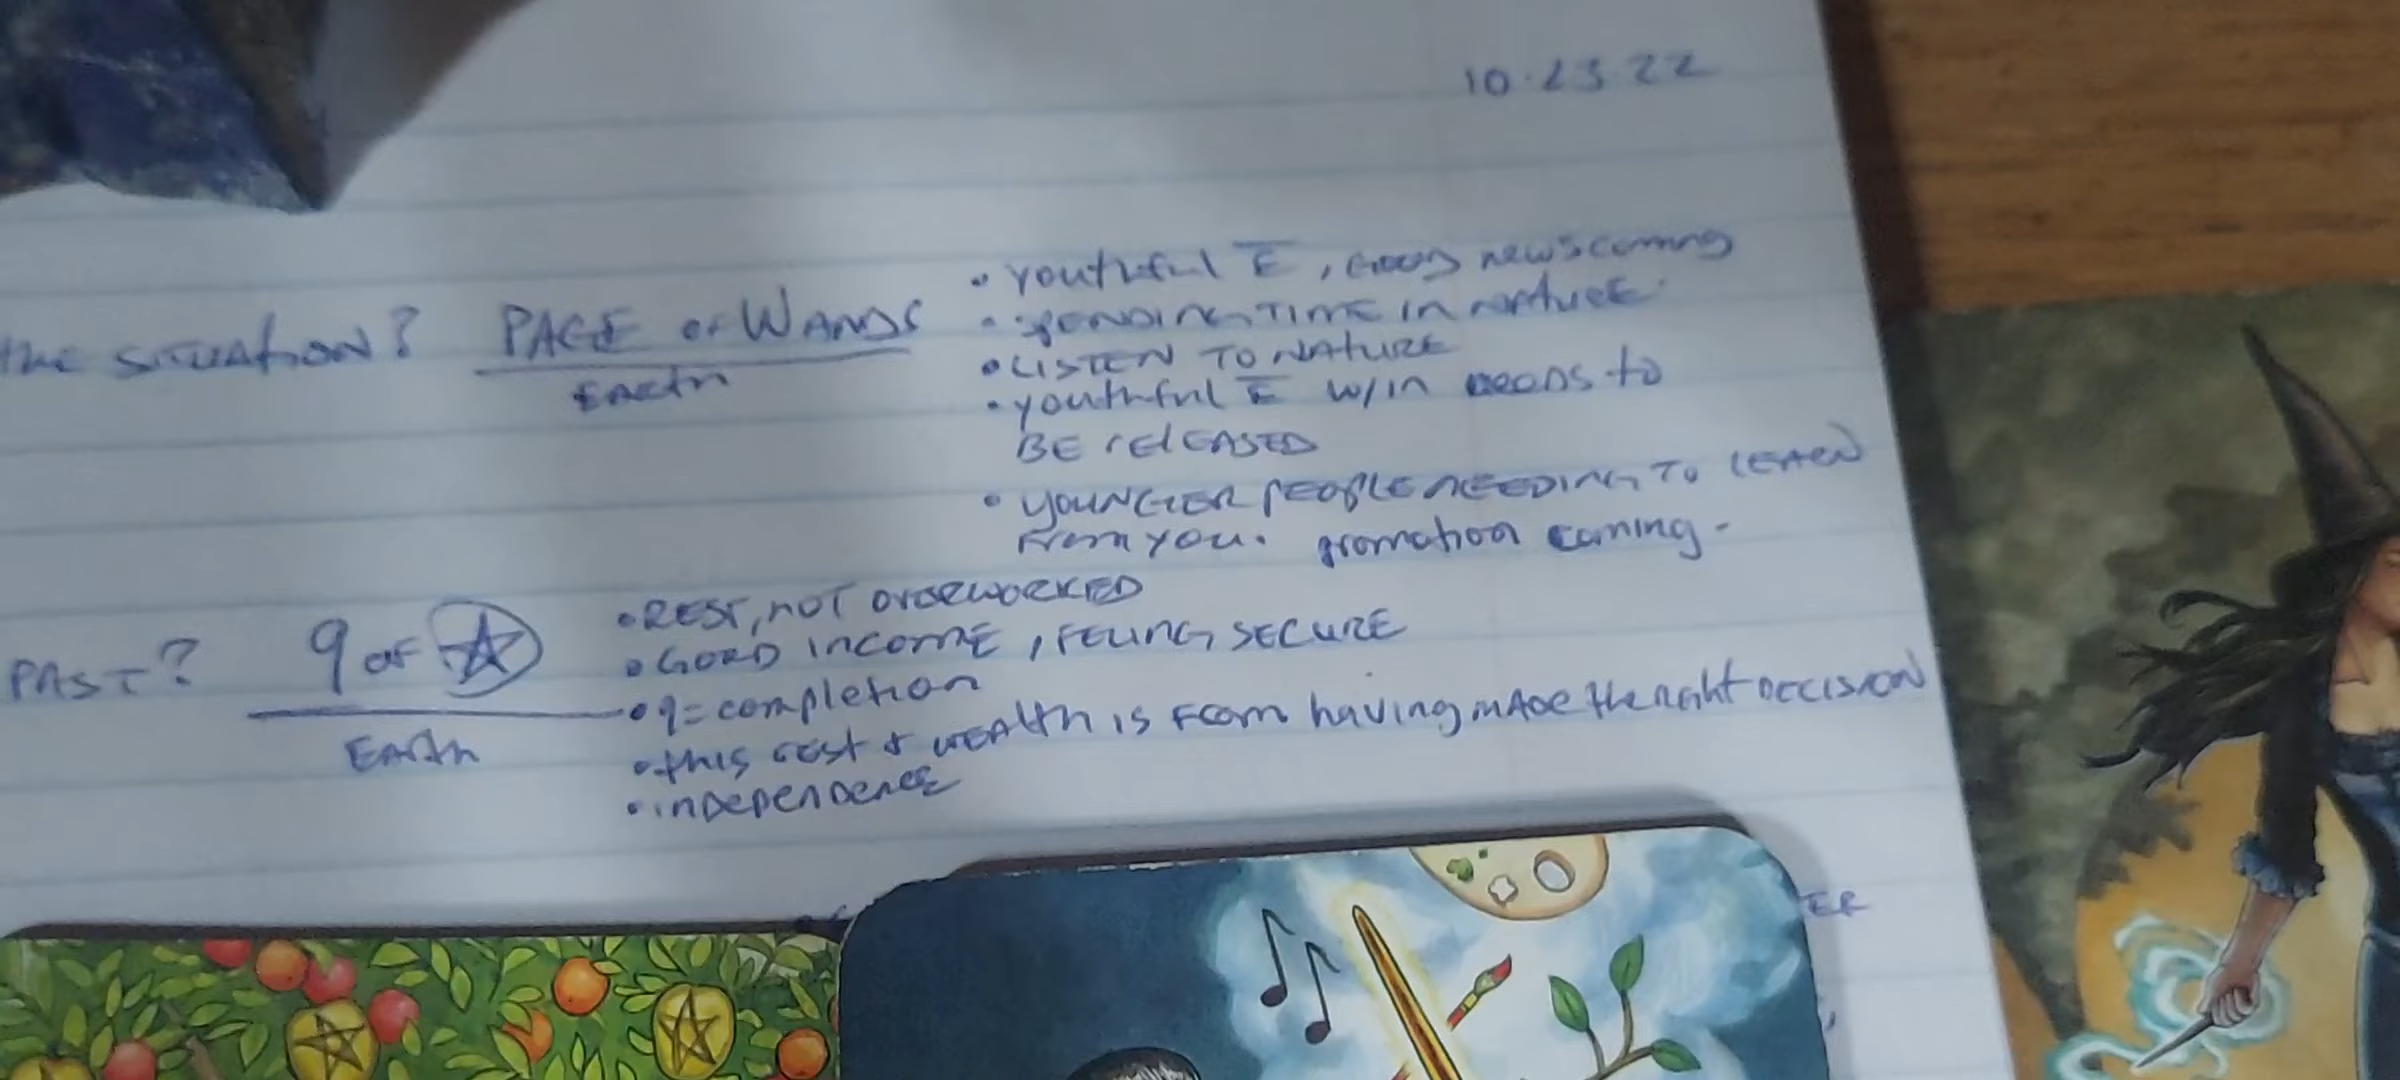 10.23.22
the SITUATION? PAGE OF WANDS
EARTH
• YOUTHFUL E, GOOD news coming
• SPENDING TIME IN NATURE
• LISTEN TO NATURE
• YOUTHFUL E W/IN NEEDS to
BE releASED
• YOUNGER PEOPLE NEEDING TO LEARN
From you. promotion coming.
PAST? 9 OF
EARTH
• REST, NOT OVERWORKED
• GOOD INCOME, FELING SECURE
• 9 = completion
• this rest & WEALTH IS FROM having MADE the right DECISION
• INDEPENDENCE
ER